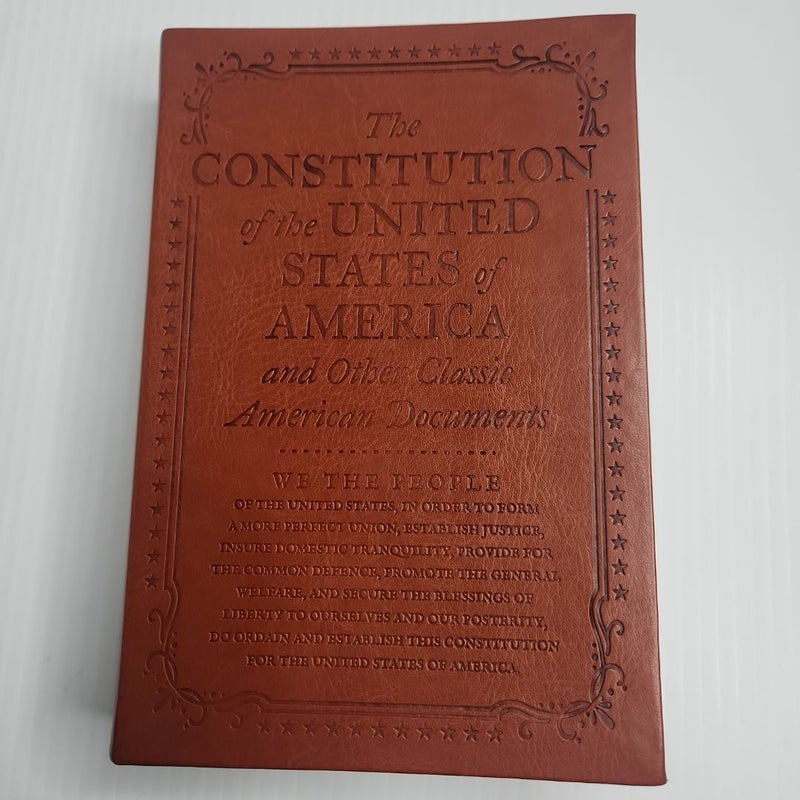 The
CONSTITUTION
of the UNITED
STATES of
AMERICA
and Other Classic
American Documents
WE THE PEOPLE
OF THE UNITED STATES, IN ORDER TO FORM
A MORE PERFECT UNION, ESTABLISH JUSTICE,
INSURE DOMESTIC TRANQUILITY, PROVIDE FOR
THE COMMON DEFENCE, PROMOTE THE GENERAL
WELFARE, AND SECURE THE BLESSINGS OF
LIBERTY TO OURSELVES AND OUR POSTERITY,
DO ORDAIN AND ESTABLISH THIS CONSTITUTION
FOR THE UNITED STATES OF AMERICA.